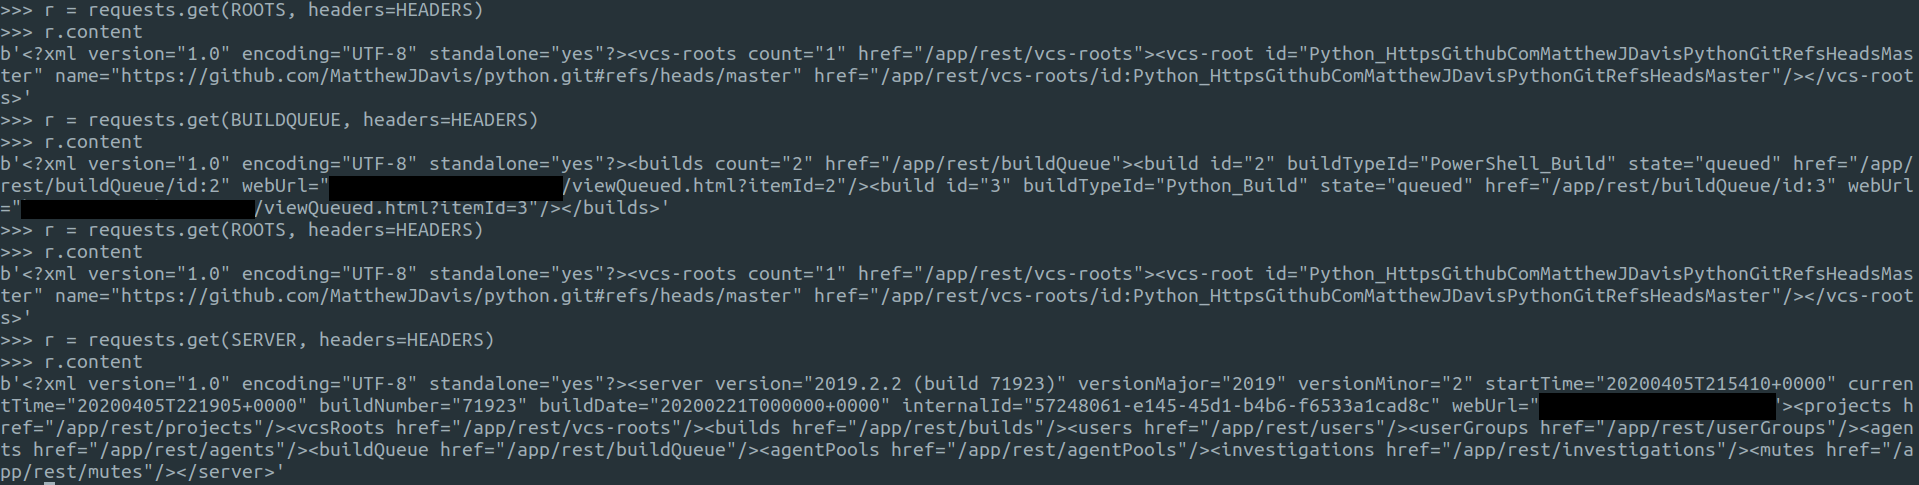 >>> r = requests.get(ROOTS, headers=HEADERS)
>>> r.content
b'<?xml version="1.0" encoding="UTF-8" standalone="yes"?><vcs-roots count="1" href="/app/rest/vcs-roots"><vcs-root id="Python_HttpsGithubComMatthewJDavisPythonGitRefsHeadsMas
ter" name="https://github.com/MatthewJDavis/python.git#refs/heads/master" href="/app/rest/vcs-roots/id:Python_HttpsGithubComMatthewJDavisPythonGitRefsHeadsMaster"/></vcs-root
s>'
>>> r = requests.get(BUILDQUEUE, headers=HEADERS)
>>> r.content
b'<?xml version="1.0" encoding="UTF-8" standalone="yes"?><builds count="2" href="/app/rest/buildQueue"><build id="2" buildTypeId="PowerShell_Build" state="queued" href="/app/
rest/buildQueue/id:2" webUrl="/viewQueued.html?itemId=2"/><build id="3" buildTypeId="Python_Build" state="queued" href="/app/rest/buildQueue/id:3" webUrl
="/viewQueued.html?itemId=3"/></builds>'
>>> r = requests.get(ROOTS, headers=HEADERS)
>>> r.content
b'<?xml version="1.0" encoding="UTF-8" standalone="yes"?><vcs-roots count="1" href="/app/rest/vcs-roots"><vcs-root id="Python_HttpsGithubComMatthewJDavisPythonGitRefsHeadsMas
ter" name="https://github.com/MatthewJDavis/python.git#refs/heads/master" href="/app/rest/vcs-roots/id:Python_HttpsGithubComMatthewJDavisPythonGitRefsHeadsMaster"/></vcs-root
s>'
>>> r = requests.get(SERVER, headers=HEADERS)
>>> r.content
b'<?xml version="1.0" encoding="UTF-8" standalone="yes"?><server version="2019.2.2 (build 71923)" versionMajor="2019" versionMinor="2" startTime="20200405T215410+0000" curren
tTime="20200405T221905+0000" buildNumber="71923" buildDate="20200221T000000+0000" internalId="57248061-e145-45d1-b4b6-f6533a1cad8c" webUrl="'><projects h
ref="/app/rest/projects"/><vcsRoots href="/app/rest/vcs-roots"/><builds href="/app/rest/builds"/><users href="/app/rest/users"/><userGroups href="/app/rest/userGroups"/><agen
ts href="/app/rest/agents"/><buildQueue href="/app/rest/buildQueue"/><agentPools href="/app/rest/agentPools"/><investigations href="/app/rest/investigations"/><mutes href="/a
pp/rest/mutes"/></server>'